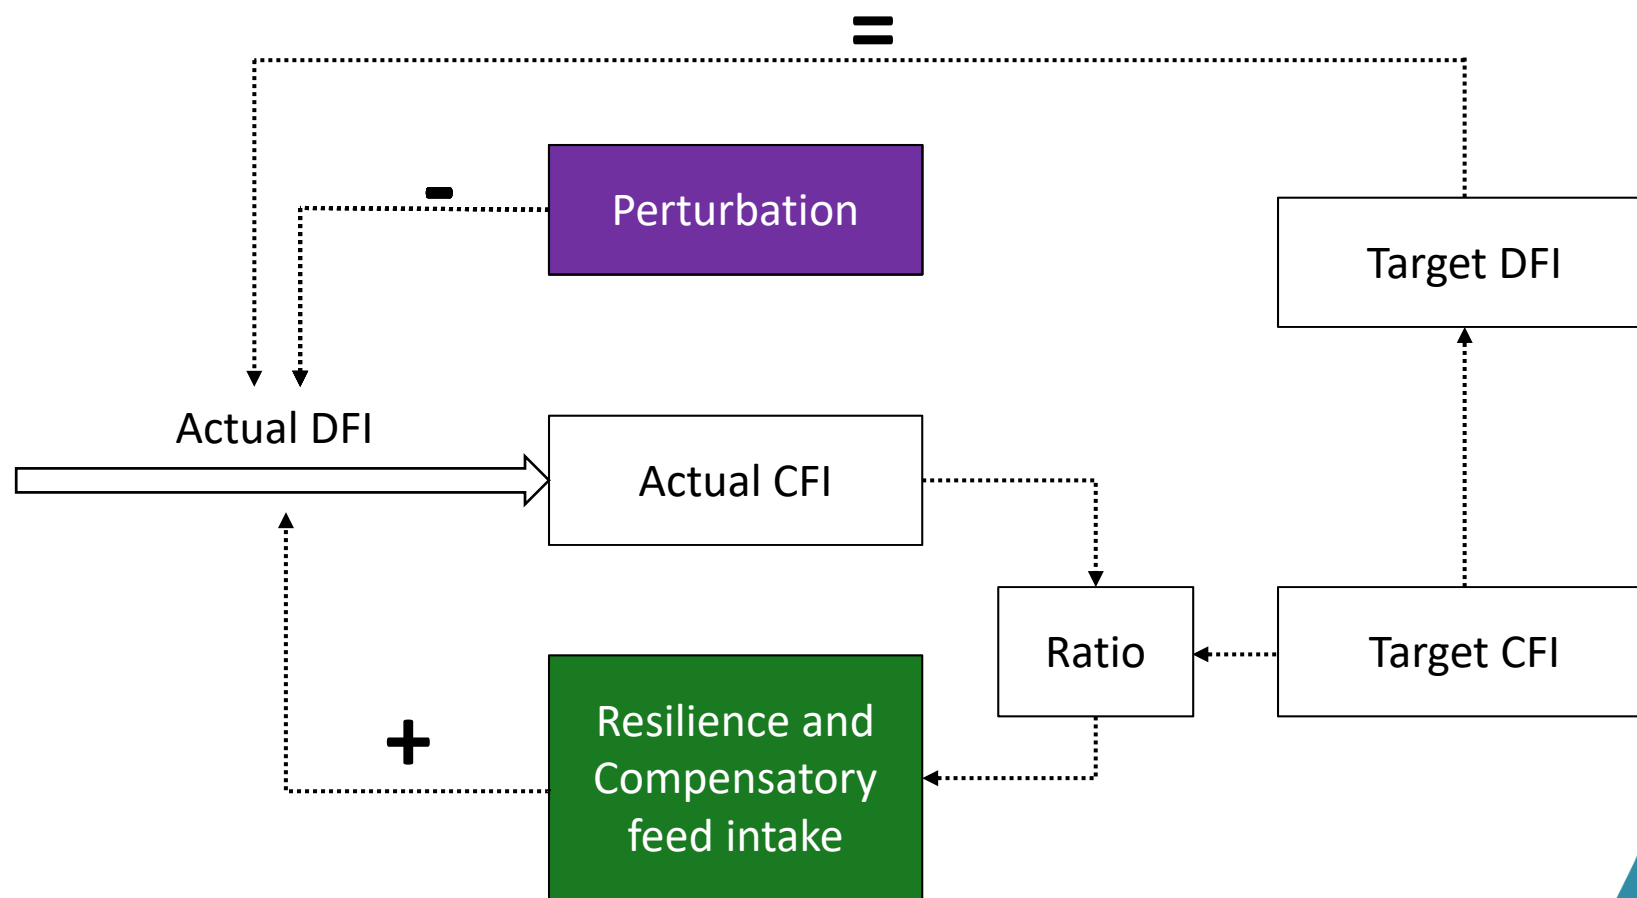 =
-
Perturbation
Target DFI
Actual DFI
Actual CFI
Ratio
Target CFI
Resilience and
Compensatory
feed intake
+